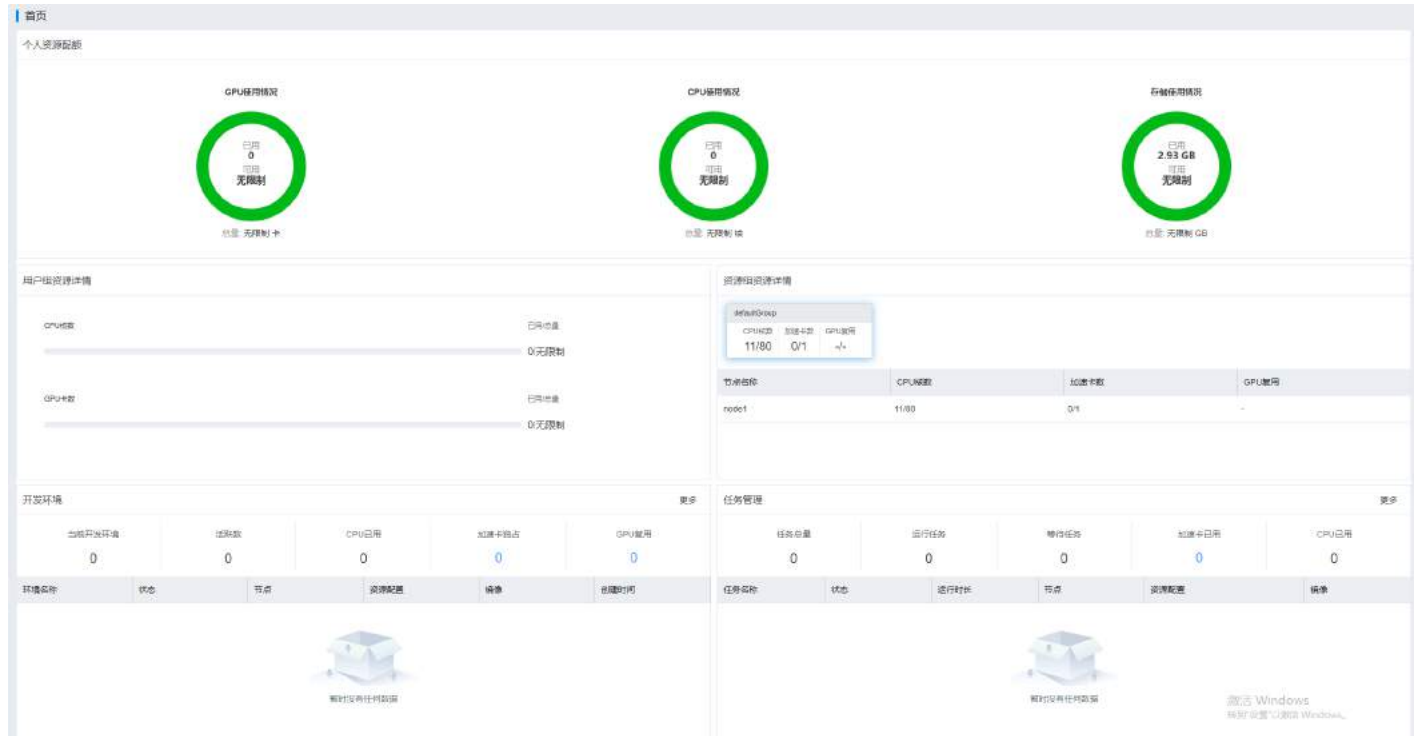 首页
个人资源配额
GPU使用情况
已用
0
可用
无限制
总量: 无限制 卡
CPU使用情况
已用
0
可用
无限制
总量: 无限制 核
存储使用情况
已用
2.93 GB
可用
无限制
总量: 无限制 GB
用户组资源详情
CPU核数 已用/总量
0/无限制
GPU卡数 已用/总量
0/无限制
资源组资源详情
defaultGroup
CPU核数 加速卡数 GPU复用
11/80 0/1 -/-
节点名称 CPU核数 加速卡数 GPU复用
node1 11/80 0/1 -
开发环境 更多
当前开发环境 活跃数 CPU已用 加速卡独占 GPU复用
0 0 0 0 0
环境名称 状态 节点 资源配置 镜像 创建时间
暂时没有任何数据
任务管理 更多
任务总量 运行任务 等待任务 加速卡已用 CPU已用
0 0 0 0 0
任务名称 状态 运行时长 节点 资源配置 镜像
暂时没有任何数据
激活 Windows
转到"设置"以激活 Windows。